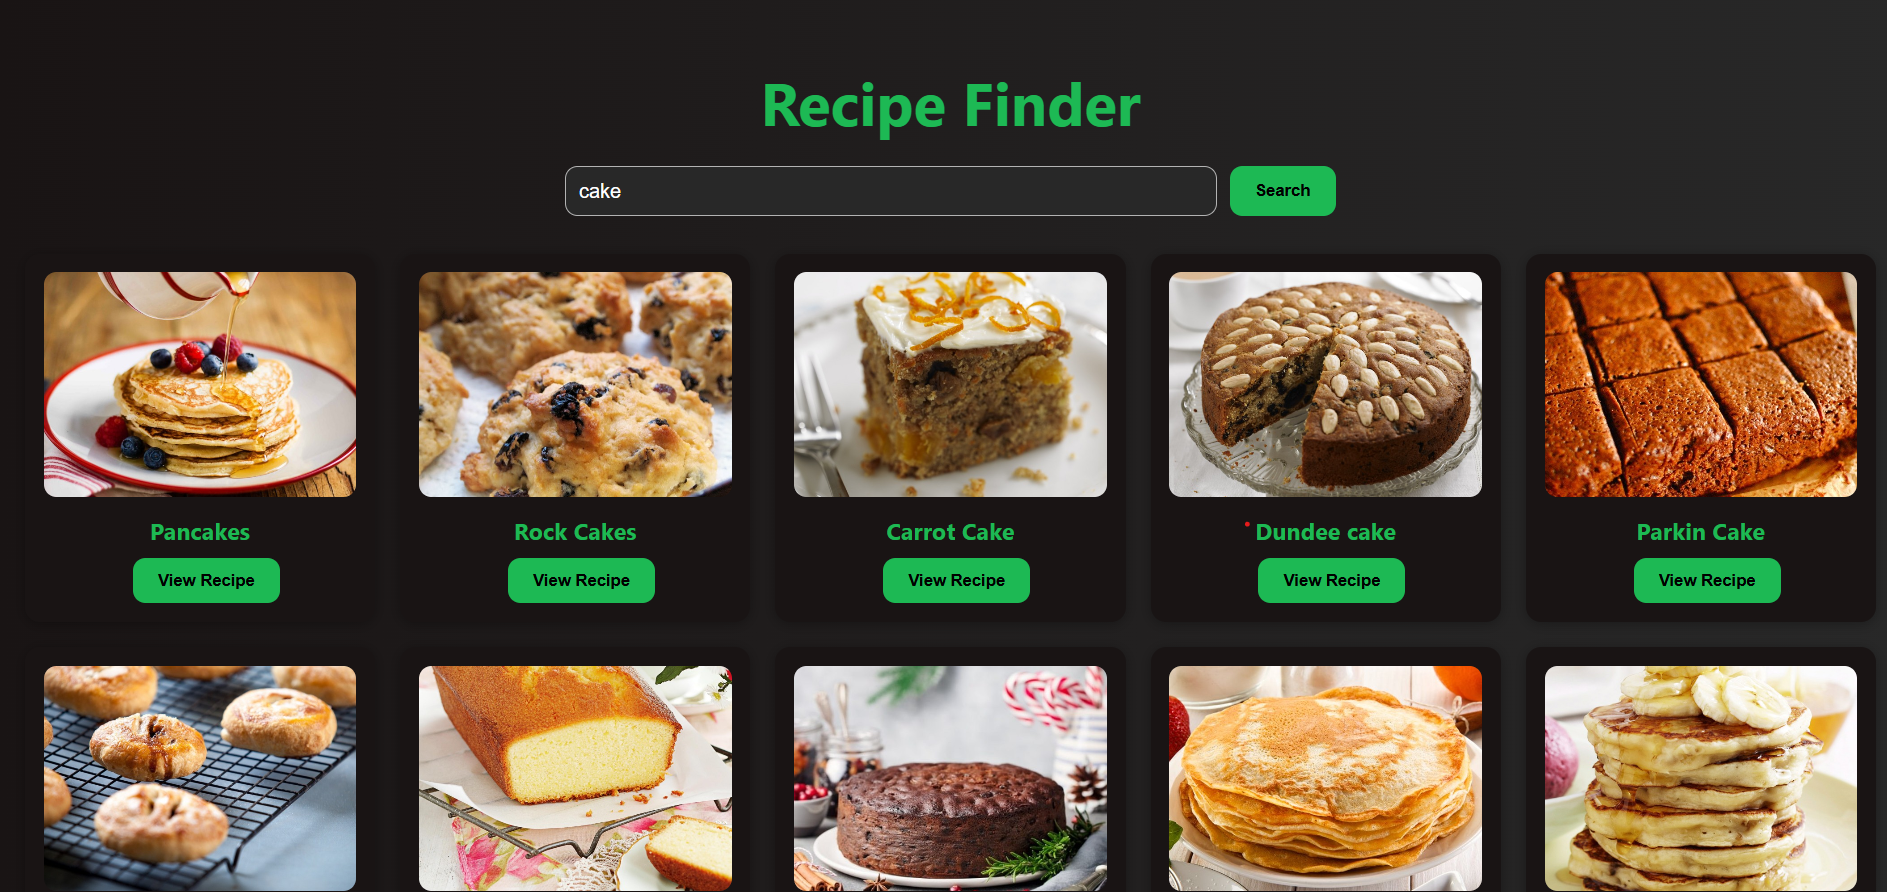 Recipe Finder
cake
Search
Pancakes
Rock Cakes
Carrot Cake
Dundee cake
Parkin Cake
View Recipe
View Recipe
View Recipe
View Recipe
View Recipe